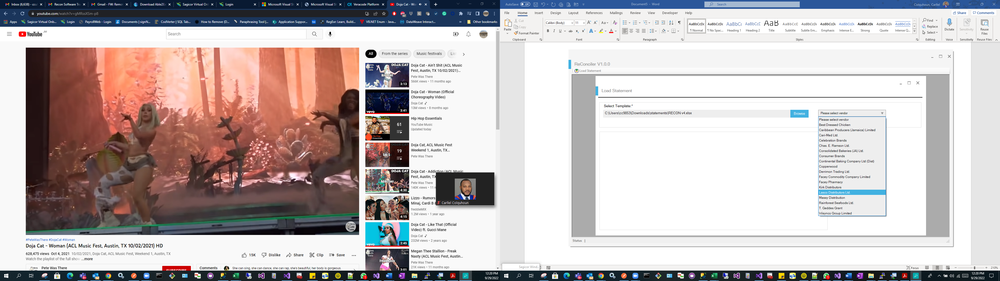 Inbox (6,638) - ccul
Recon Software Tra
Gmail - FW: Remot
Download Able2Ex
Sagicor Virtual Onl
Login
Microsoft Visual St
Microsoft Visual St
Veracode Platform
Doja Cat - Wor
youtube.com/watch?v=gMRssXSm-p8
Apps
Sagicor Virtual Onb...
Login
PayrollWeb - Login
Documents | signN...
CodVerter | SQL Tab...
How to Remove (D...
Paraphrasing Tool |...
Application Suppor...
RegExr: Learn, Build...
VB.NET Enum - Java...
DataWeave Interact...
»
Other bookmarks
YouTube JM
Search
All
From the series
Music festivals
Doja Cat - Ain't Shit (ACL Music
Fest, Austin, TX 10/02/2021)...
Pete Was There
566K views • 11 months ago
DOJA CAT
Ain't Shit
3:13
Doja Cat - Woman (Official
Choreography Video)
Doja Cat
13M views • 8 months ago
vevo
3:41
Hip Hop Essentials
YouTube Music
Updated today
61
Hip-Hop
Essentials
Doja Cat, ACL Music Fest
Weekend 1, Austin, TX...
Pete Was There
19
Doja Cat - Addiction (ACL Music
Fest, Austin, TX
Pete Was There
140K views • 11 m
DOJA CAT
Addiction
4:30
Carllel Colquhoun
Lizzo - Rumors
Minaj, Cardi B &
freddieMIX
1.2M views • 1 year ago
4:15
Doja Cat - Like That (Official
Video) ft. Gucci Mane
Doja Cat
232M views • 2 years ago
vevo
2:45
Megan Thee Stallion - Freak
Nasty (ACL Music Fest, Austin...
Pete Was There
21K views • 11 months ago
Freak Nasty
3:01
#PeteWasThere #DojaCat #Woman
Doja Cat - Woman (ACL Music Fest, Austin, TX 10/02/2021) HD
628,475 views Oct 4, 2021 10/02/2021, Doja Cat, ACL Music Fest, Weekend 1, Austin, TX
Watch the playlist of the full show ...more
15K
Dislike
Share
Clip
Save
Pete Was There
SUBSCRIBE
Comments
She can sing, she can dance, she can rap, she's beautiful, her body is gorgeous.
12:20 PM
9/29/2022
AutoSave Off
Document5 - Word
Search
Colquhoun, Carllel
File
Home
Insert
Design
Layout
References
Mailings
Review
View
Developer
Help
Share
Comments
Paste
Cut
Copy
Format Painter
Clipboard
Calibri (Body)
11
Font
Paragraph
¶ Normal
¶ No Spac...
Heading 1
Heading 2
Title
Subtitle
Subtle Em...
Emphasis
Intense E...
Strong
Quote
Intense Q...
Styles
Find
Replace
Select
Editing
Dictate
Voice
Sensitivity
Sensitivity
Reuse
Files
Reuse Files
ReConciler V1.0.0
Load Statement
Load Statement
Select Template:*
C:\Users\cc9853\Downloads\statements\RECON v4.xlsx
Browse
Please select vendor
Please select vendor
Best Dressed Chicken
Caribbean Producers (Jamaica) Limited
Cari-Med Ltd.
Celebration Brands
Chas. E. Ramson Ltd.
Consolidated Bakeries (JA) Ltd.
Consumer Brands
Continental Baking Company Ltd (Dist)
Copperwood
Derrimon Trading Ltd.
Facey Commodity Company Limited
Facey Pharmacy
Kirk Distributors
Lasco Distributors Ltd.
Massy Distribution
Rainforest Seafoods Ltd.
T. Geddes Grant
Wisynco Group Limited
Status |
Sagicor Wind...
Focus
210%
12:20 PM
9/29/2022